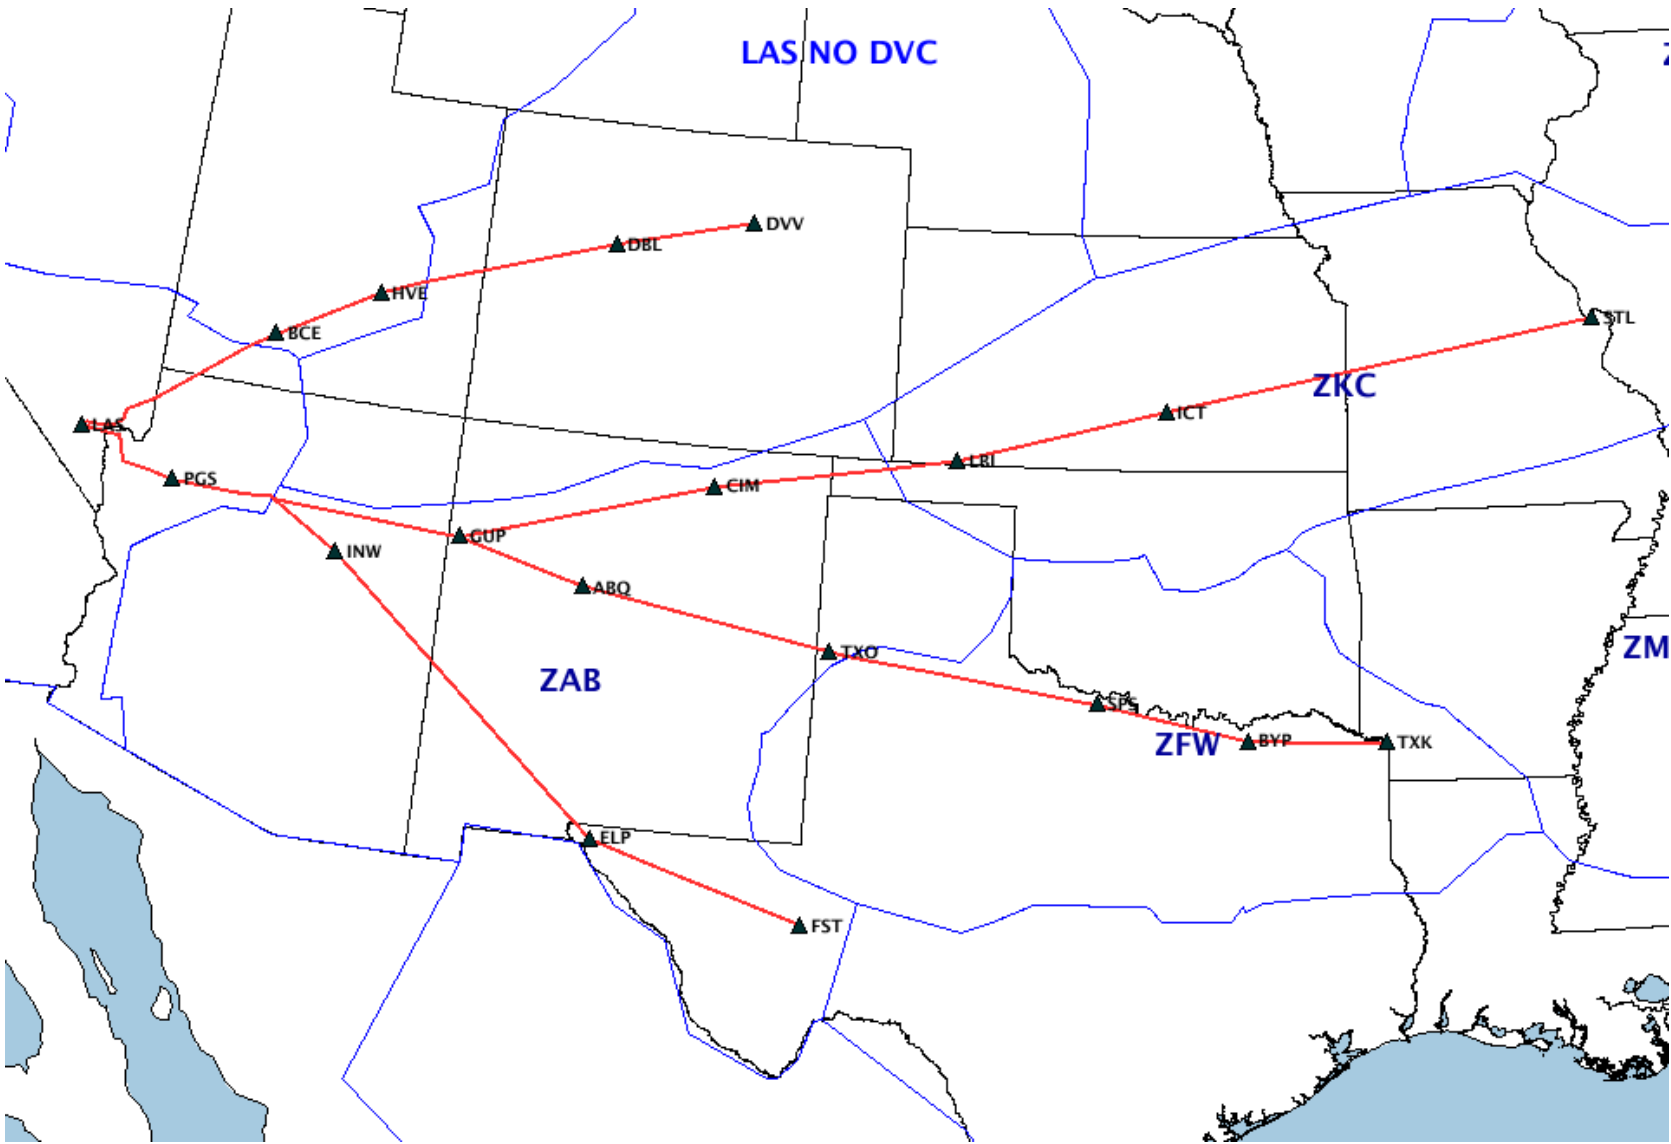 LAS NO DVC
DVV
DBL
HVE
BCE
STL
ZKC
ICT
LAS
LBL
PGS
CIM
GUP
INW
ABQ
TXO
ZM
ZAB
SPS
ZFW
BYP
TXK
ELP
FST